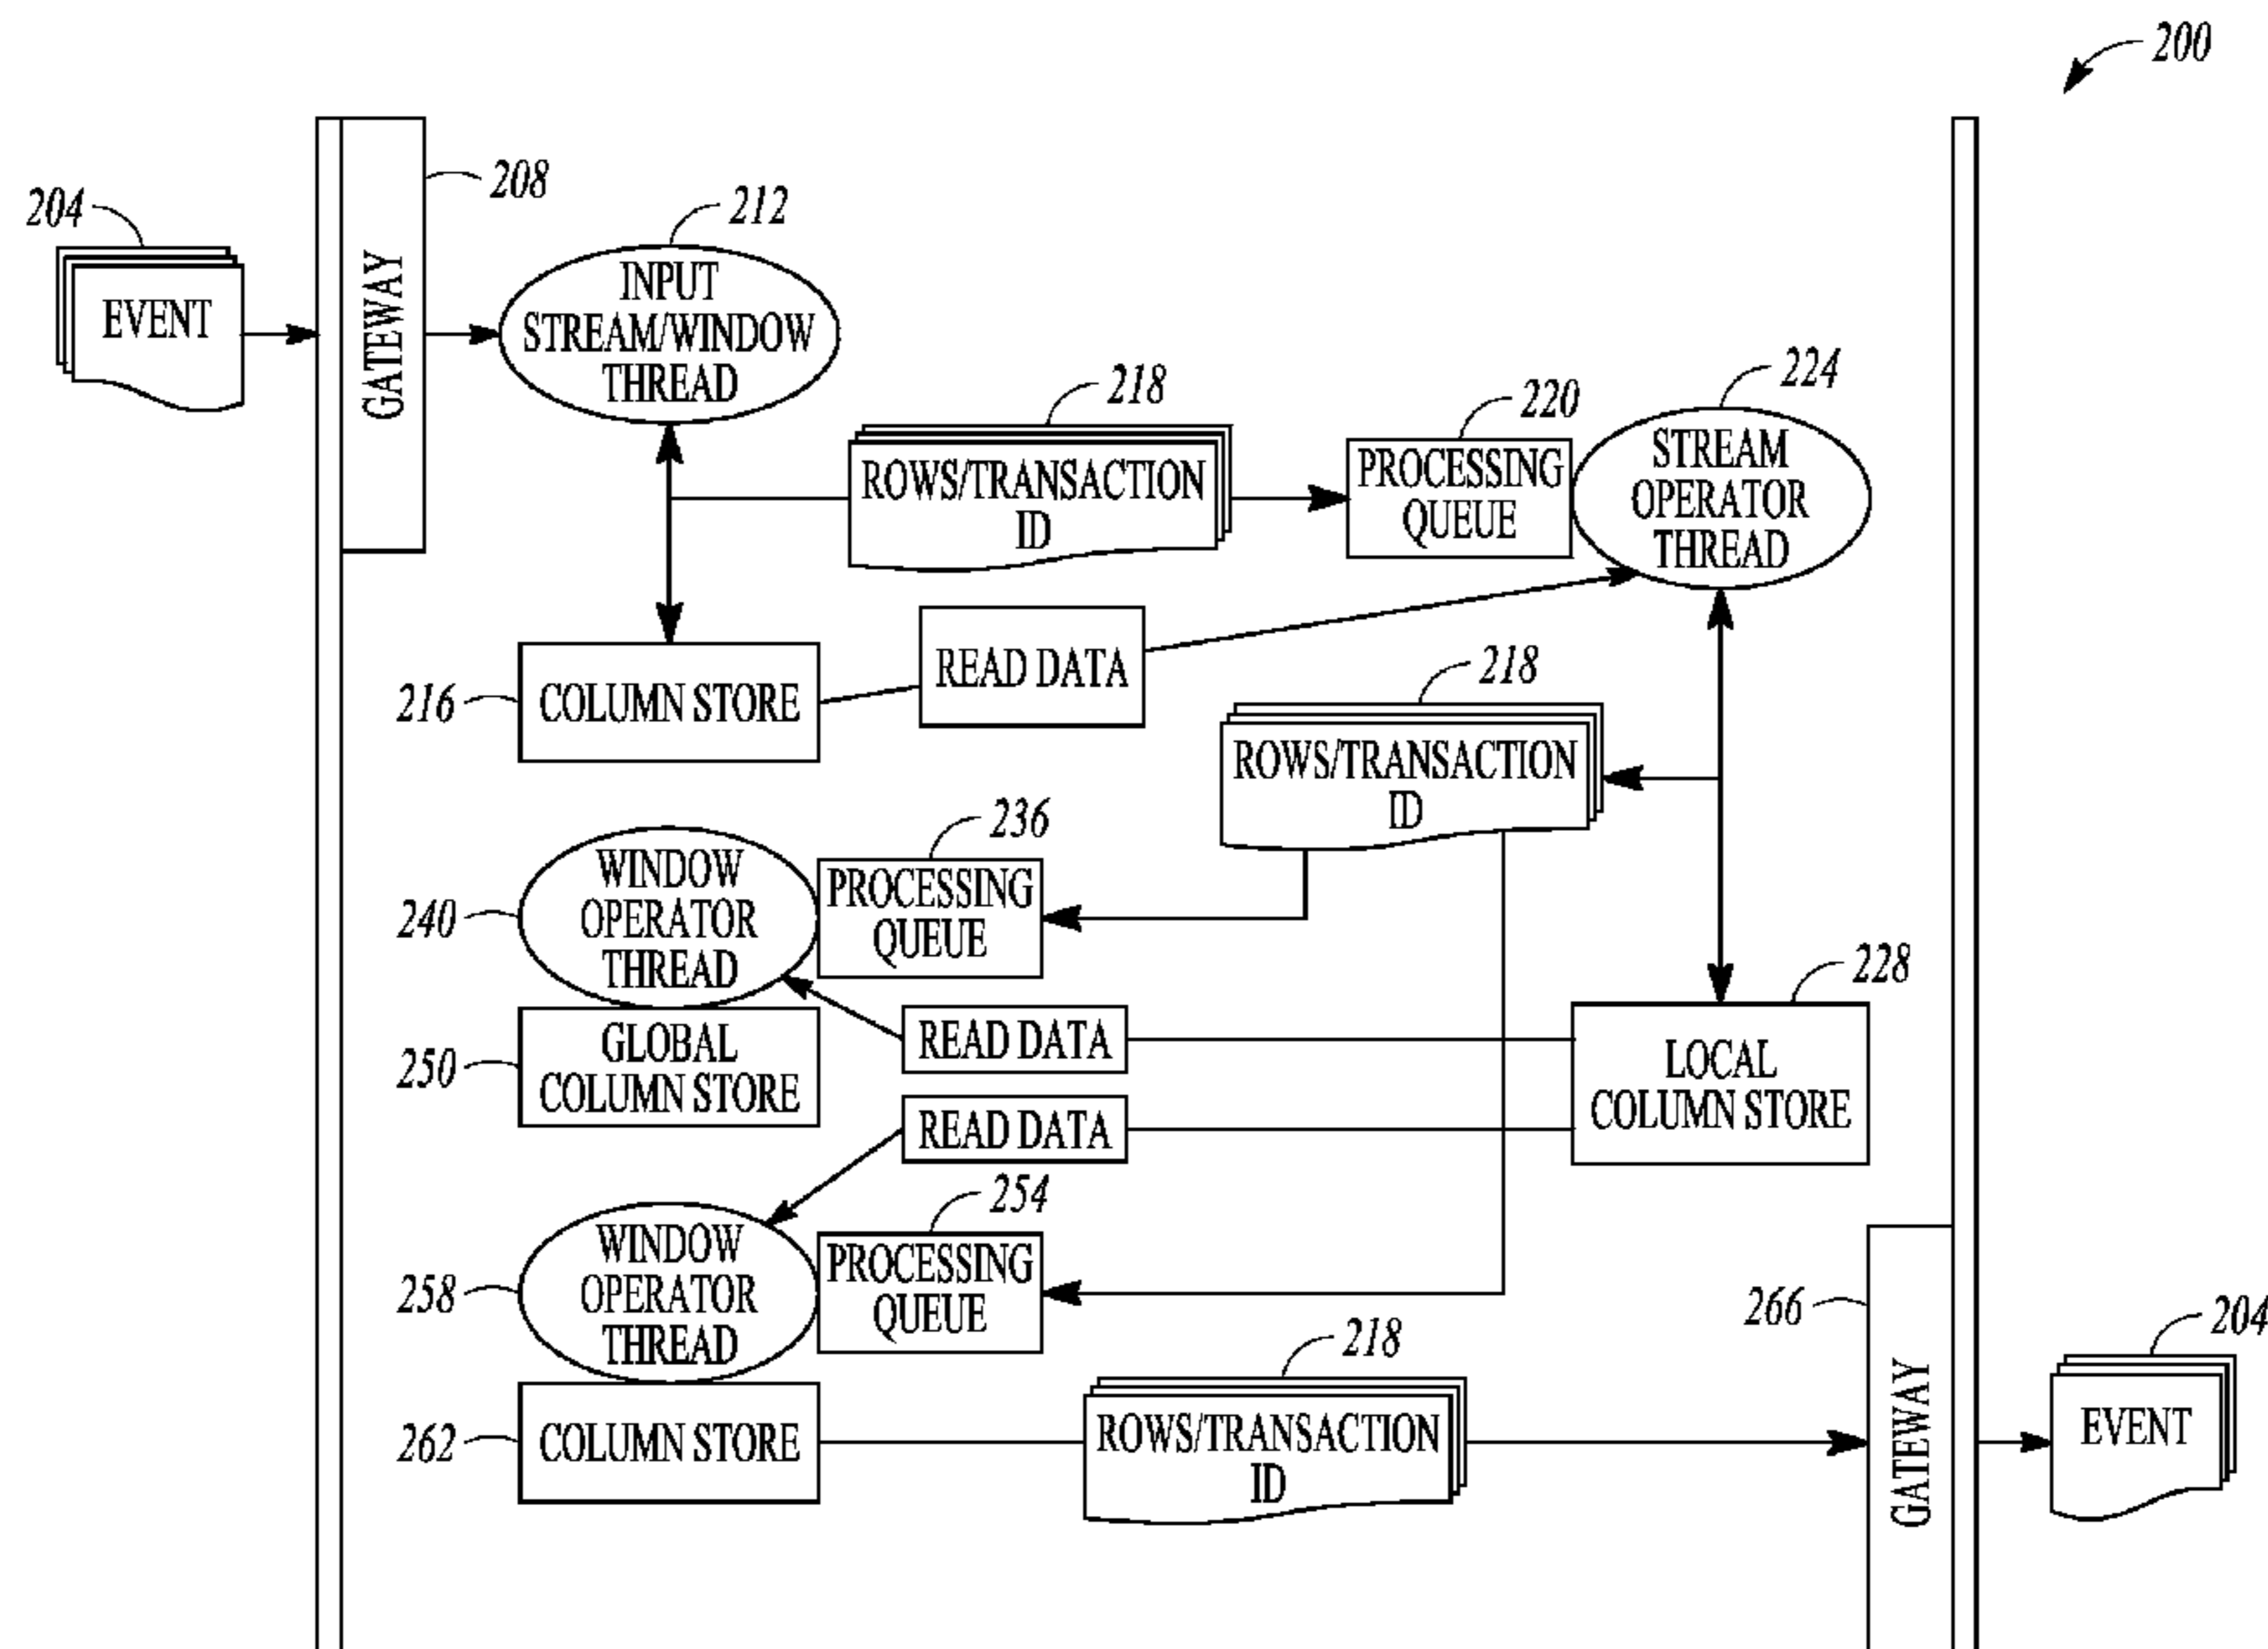 200
208
204
212
EVENT
GATEWAY
INPUT
STREAM/WINDOW
THREAD
218
220
224
ROWS/TRANSACTION
ID
PROCESSING
QUEUE
STREAM
OPERATOR
THREAD
216
COLUMN STORE
READ DATA
218
ROWS/TRANSACTION
ID
236
240
WINDOW
OPERATOR
THREAD
PROCESSING
QUEUE
228
250
GLOBAL
COLUMN STORE
READ DATA
READ DATA
LOCAL
COLUMN STORE
254
258
WINDOW
OPERATOR
THREAD
PROCESSING
QUEUE
266
204
218
262
COLUMN STORE
ROWS/TRANSACTION
ID
GATEWAY
EVENT